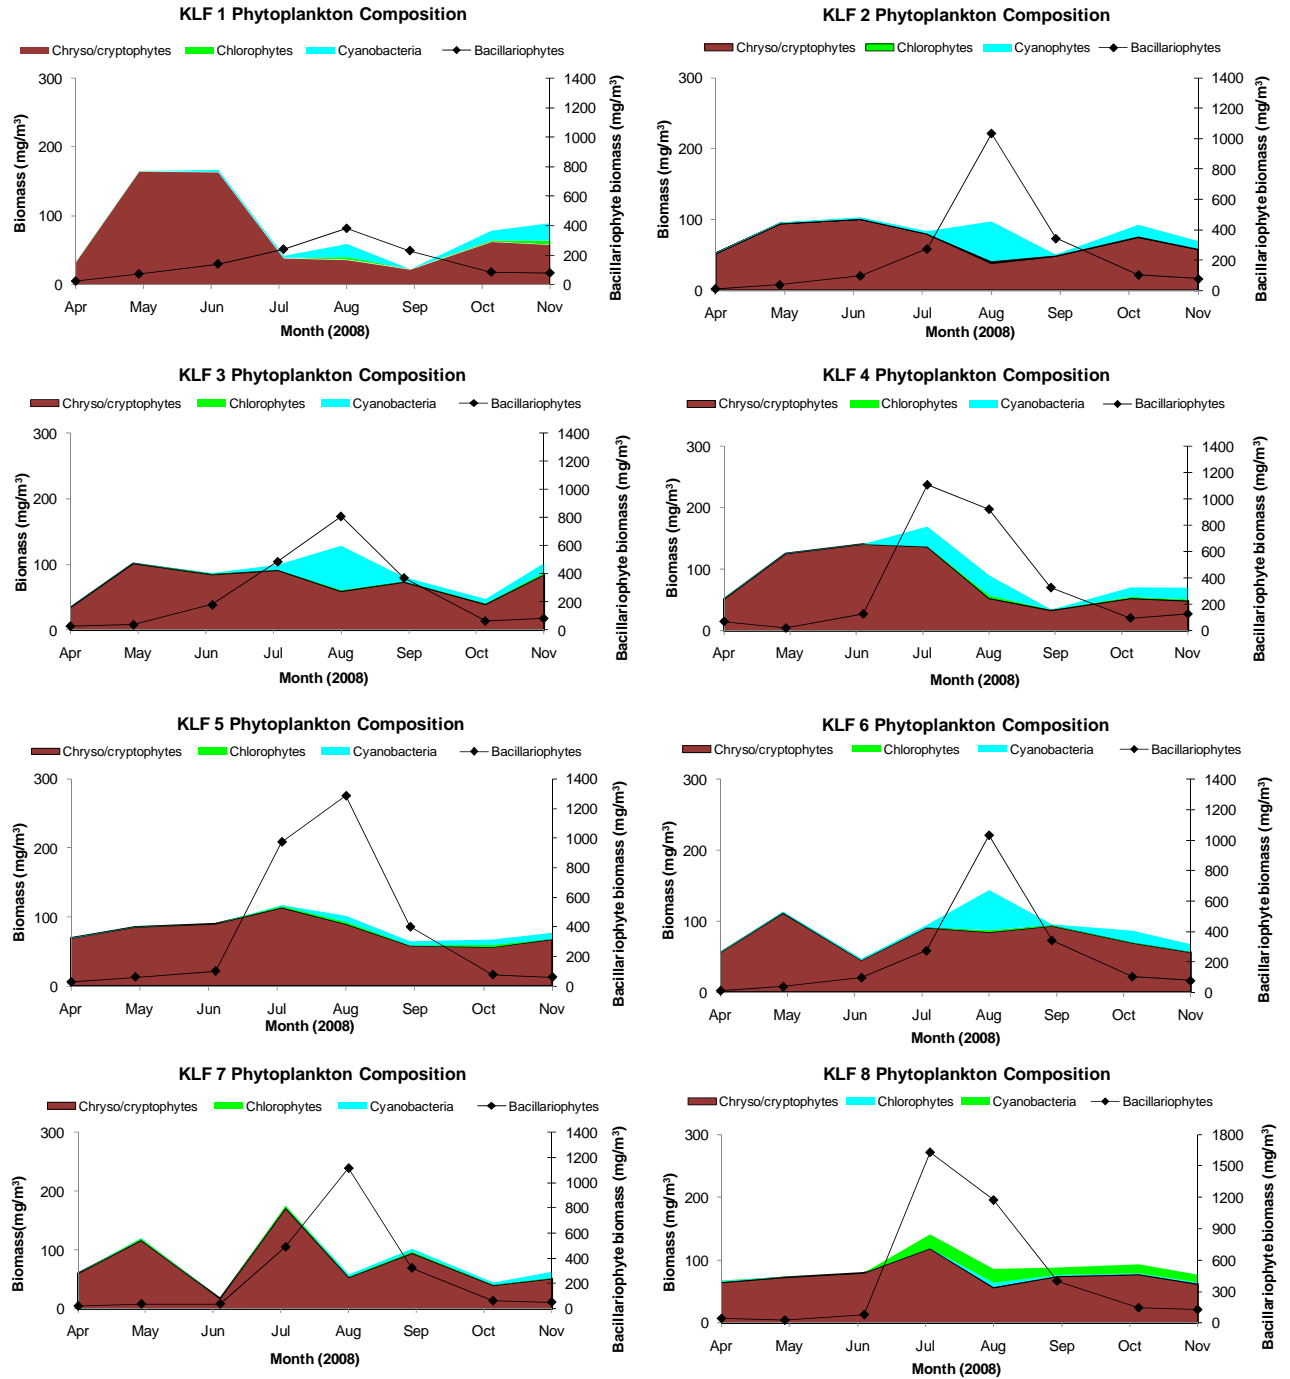 KLF 1 Phytoplankton Composition
Chryso/cryptophytes Chlorophytes Cyanobacteria Bacillariophytes
Biomass (mg/m³)
300
200
100
0
1400
1200
1000
800
600
400
200
0
Bacillariophyte biomass (mg/m³)
Apr May Jun Jul Aug Sep Oct Nov
Month (2008)
KLF 2 Phytoplankton Composition
Chryso/cryptophytes Chlorophytes Cyanophytes Bacillariophytes
Biomass (mg/m³)
300
200
100
0
1400
1200
1000
800
600
400
200
0
Bacillariophyte biomass (mg/m³)
Apr May Jun Jul Aug Sep Oct Nov
Month (2008)
KLF 3 Phytoplankton Composition
Chryso/cryptophytes Chlorophytes Cyanobacteria Bacillariophytes
Biomass (mg/m³)
300
200
100
0
1400
1200
1000
800
600
400
200
0
Bacillariophyte biomass (mg/m³)
Apr May Jun Jul Aug Sep Oct Nov
Month (2008)
KLF 4 Phytoplankton Composition
Chryso/cryptophytes Chlorophytes Cyanobacteria Bacillariophytes
Biomass (mg/m³)
300
200
100
0
1400
1200
1000
800
600
400
200
0
Bacillariophyte biomass (mg/m³)
Apr May Jun Jul Aug Sep Oct Nov
Month (2008)
KLF 5 Phytoplankton Composition
Chryso/cryptophytes Chlorophytes Cyanobacteria Bacillariophytes
Biomass (mg/m³)
300
200
100
0
1400
1200
1000
800
600
400
200
0
Bacillariophyte biomass (mg/m³)
Apr May Jun Jul Aug Sep Oct Nov
Month (2008)
KLF 6 Phytoplankton Composition
Chryso/cryptophytes Chlorophytes Cyanobacteria Bacillariophytes
Biomass (mg/m³)
300
200
100
0
1400
1200
1000
800
600
400
200
0
Bacillariophyte biomass (mg/m³)
Apr May Jun Jul Aug Sep Oct Nov
Month (2008)
KLF 7 Phytoplankton Composition
Chryso/cryptophytes Chlorophytes Cyanobacteria Bacillariophytes
Biomass(mg/m³)
300
200
100
0
1400
1200
1000
800
600
400
200
0
Bacillariophyte biomass (mg/m³)
Apr May Jun Jul Aug Sep Oct Nov
Month (2008)
KLF 8 Phytoplankton Composition
Chryso/cryptophytes Chlorophytes Cyanobacteria Bacillariophytes
Biomass (mg/m³)
300
200
100
0
1800
1500
1200
900
600
300
0
Bacillariophyte biomass (mg/m³)
Apr May Jun Jul Aug Sep Oct Nov
Month (2008)